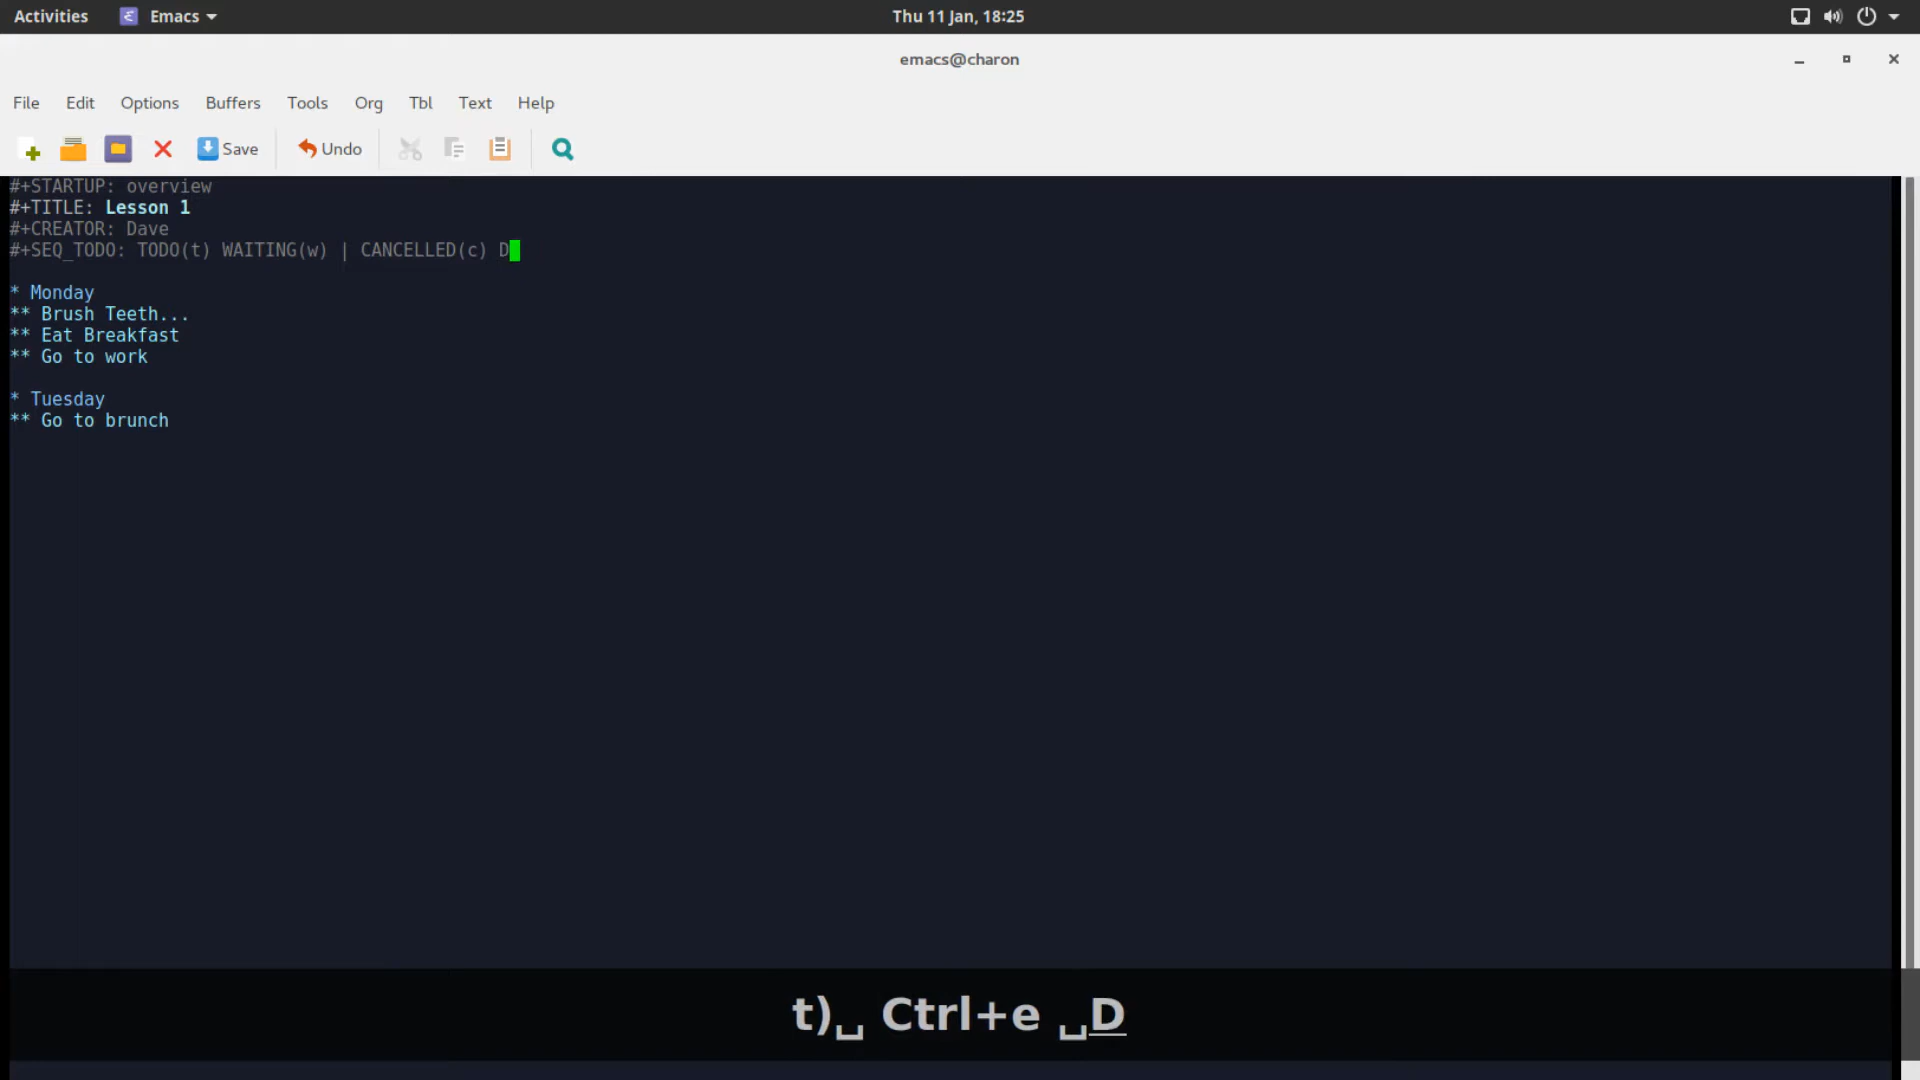 Activities Emacs Thu 11 Jan, 18:25
emacs@charon
File Edit Options Buffers Tools Org Tbl Text Help
Save Undo
#+STARTUP: overview
#+TITLE: Lesson 1
#+CREATOR: Dave
#+SEQ_TODO: TODO(t) WAITING(w) | CANCELLED(c) D
* Monday
** Brush Teeth...
** Eat Breakfast
** Go to work
* Tuesday
** Go to brunch
t)␣ Ctrl+e ␣D